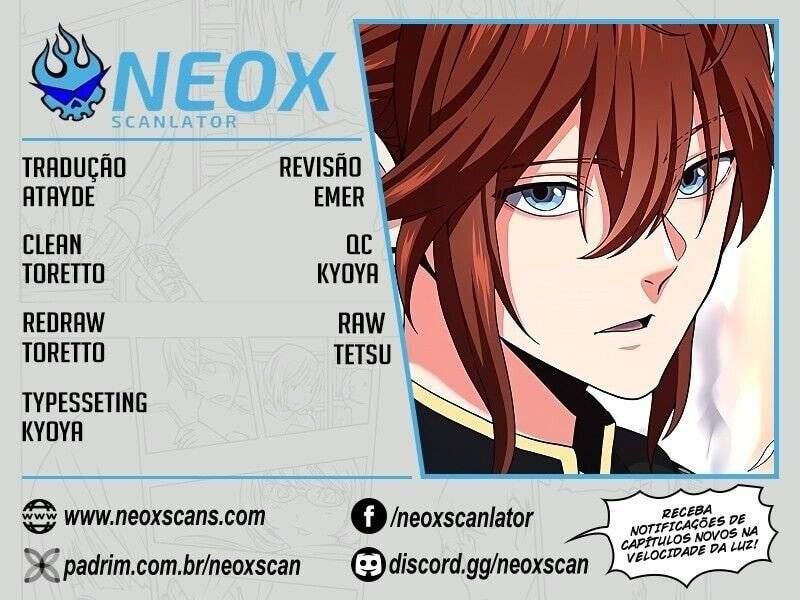 NEOX
SCANLATOR
TRADUÇÃO
ATAYDE
REVISÃO
EMER
CLEAN
TORETTO
QC
KYOYA
REDRAW
TORETTO
RAW
TETSU
TYPESSETING
KYOYA
www www.neoxscans.com
f /neoxscanlator
padrim.com.br/neoxscan
discord.gg/neoxscan
RECEBA
NOTIFICAÇÕES DE
CAPÍTULOS NOVOS NA
VELOCIDADE DA LUZ!